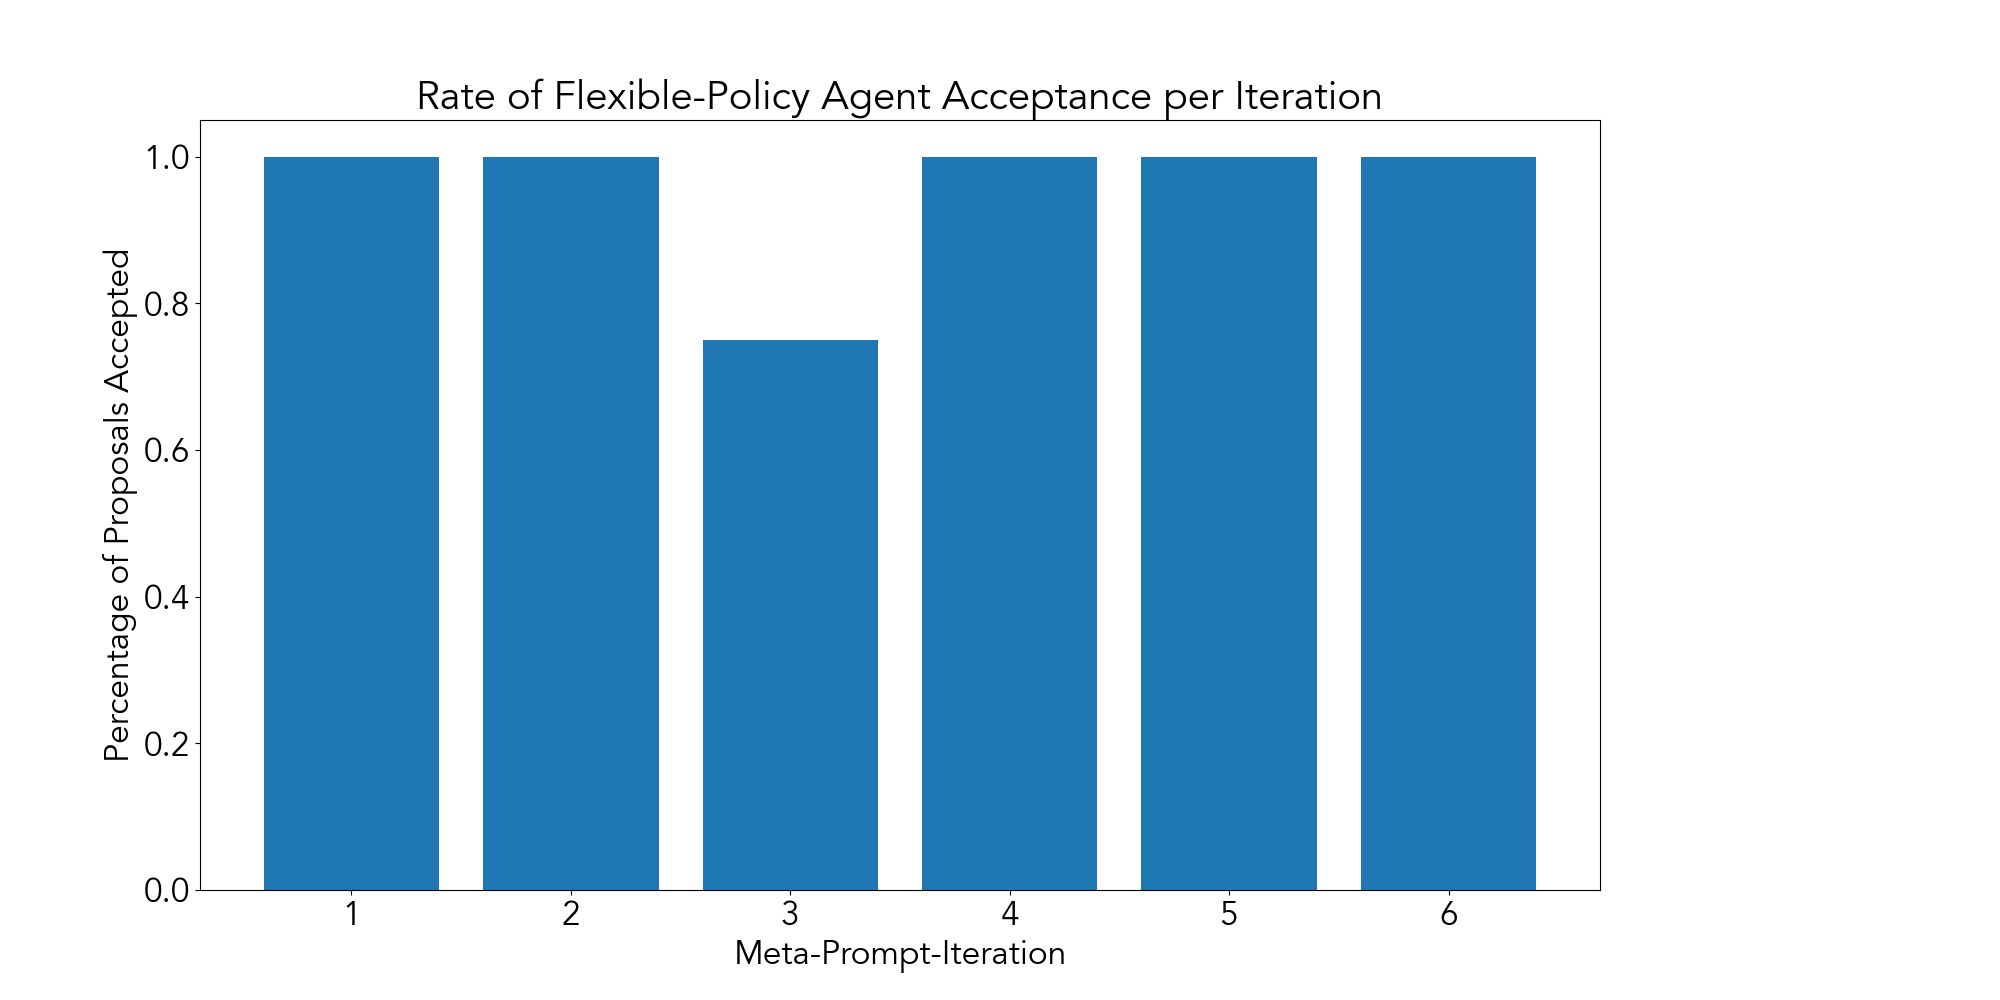 Rate of Flexible-Policy Agent Acceptance per Iteration
Percentage of Proposals Accepted
1.0
0.8
0.6
0.4
0.2
0.0
1 2 3 4 5 6
Meta-Prompt-Iteration